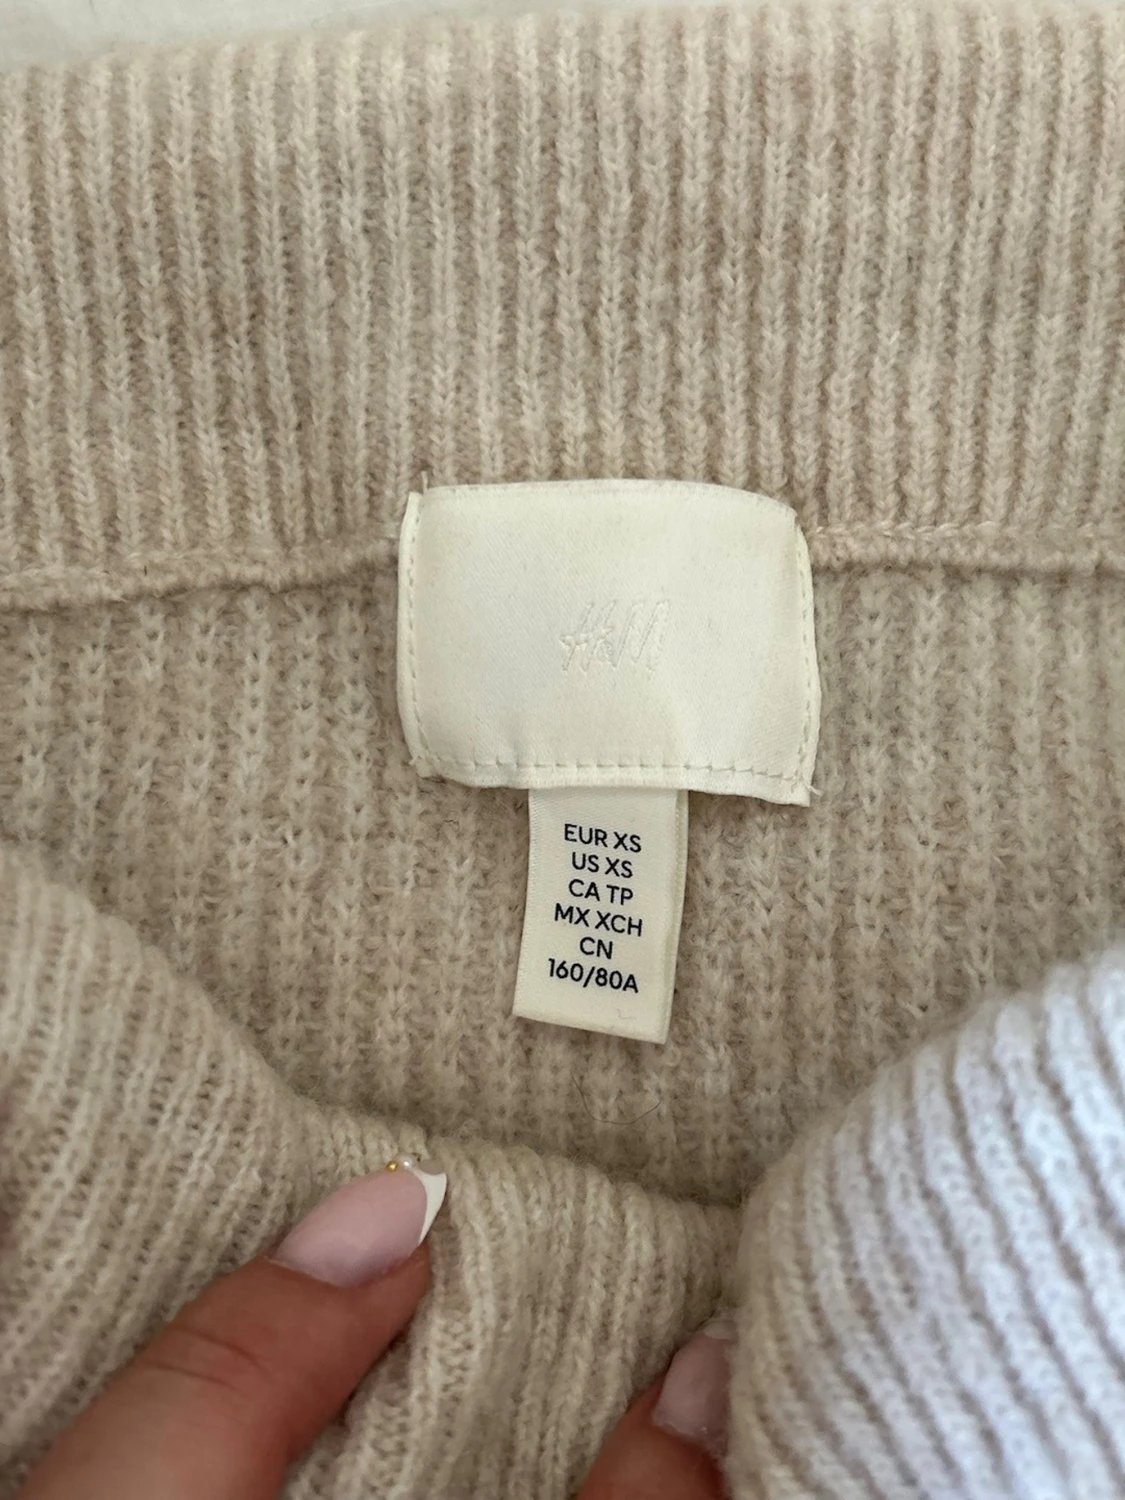 H&M
EUR XS
US XS
CA TP
MX XCH
CN
160/80A